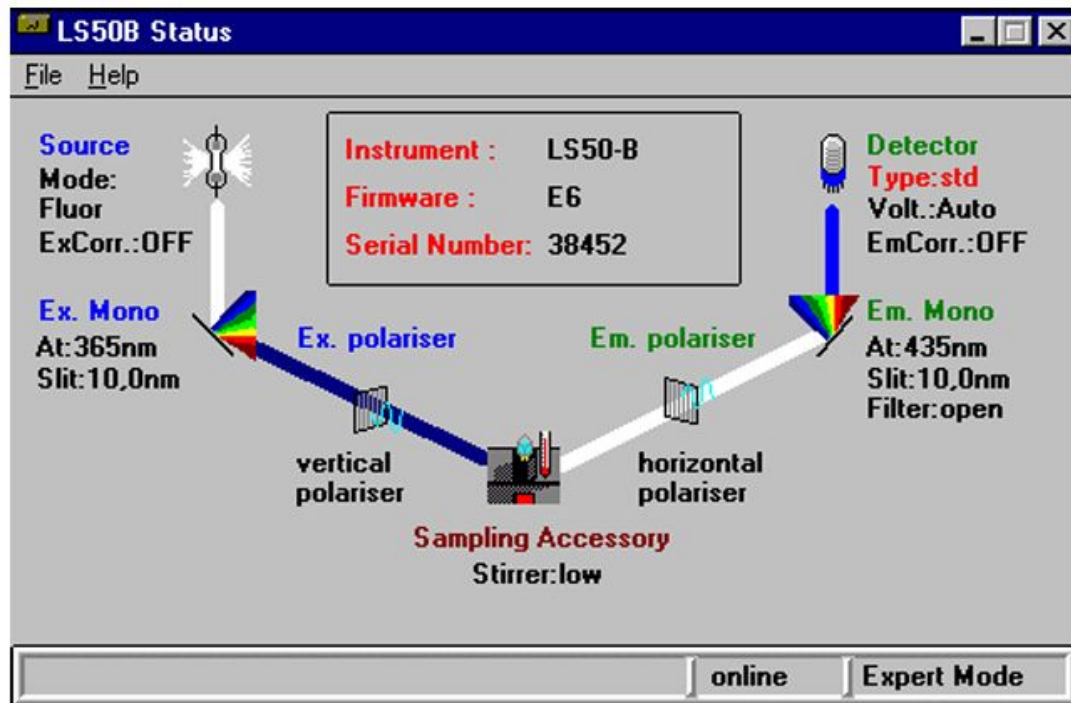 LS50B Status
File Help
Source
Mode:
Fluor
ExCorr.:OFF
Instrument : LS50-B
Firmware : E6
Serial Number: 38452
Detector
Type:std
Volt.:Auto
EmCorr.:OFF
Ex. Mono
At:365nm
Slit:10,0nm
Ex. polariser
Em. polariser
Em. Mono
At:435nm
Slit:10,0nm
Filter:open
vertical
polariser
horizontal
polariser
Sampling Accessory
Stirrer:low
online
Expert Mode